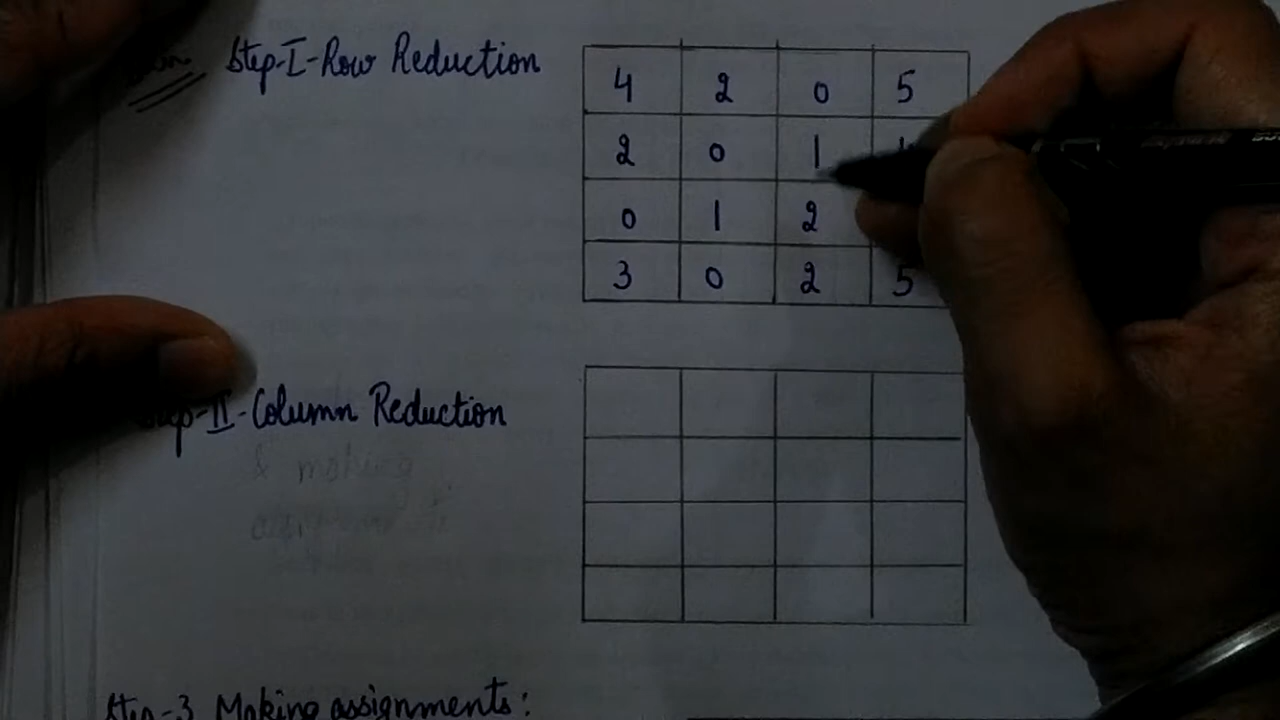 Step-I-Row Reduction
4 2 0 5
2 0 1
0 1 2
3 0 2 5
Step-II-Column Reduction
& making
Step-3 Making assignments: